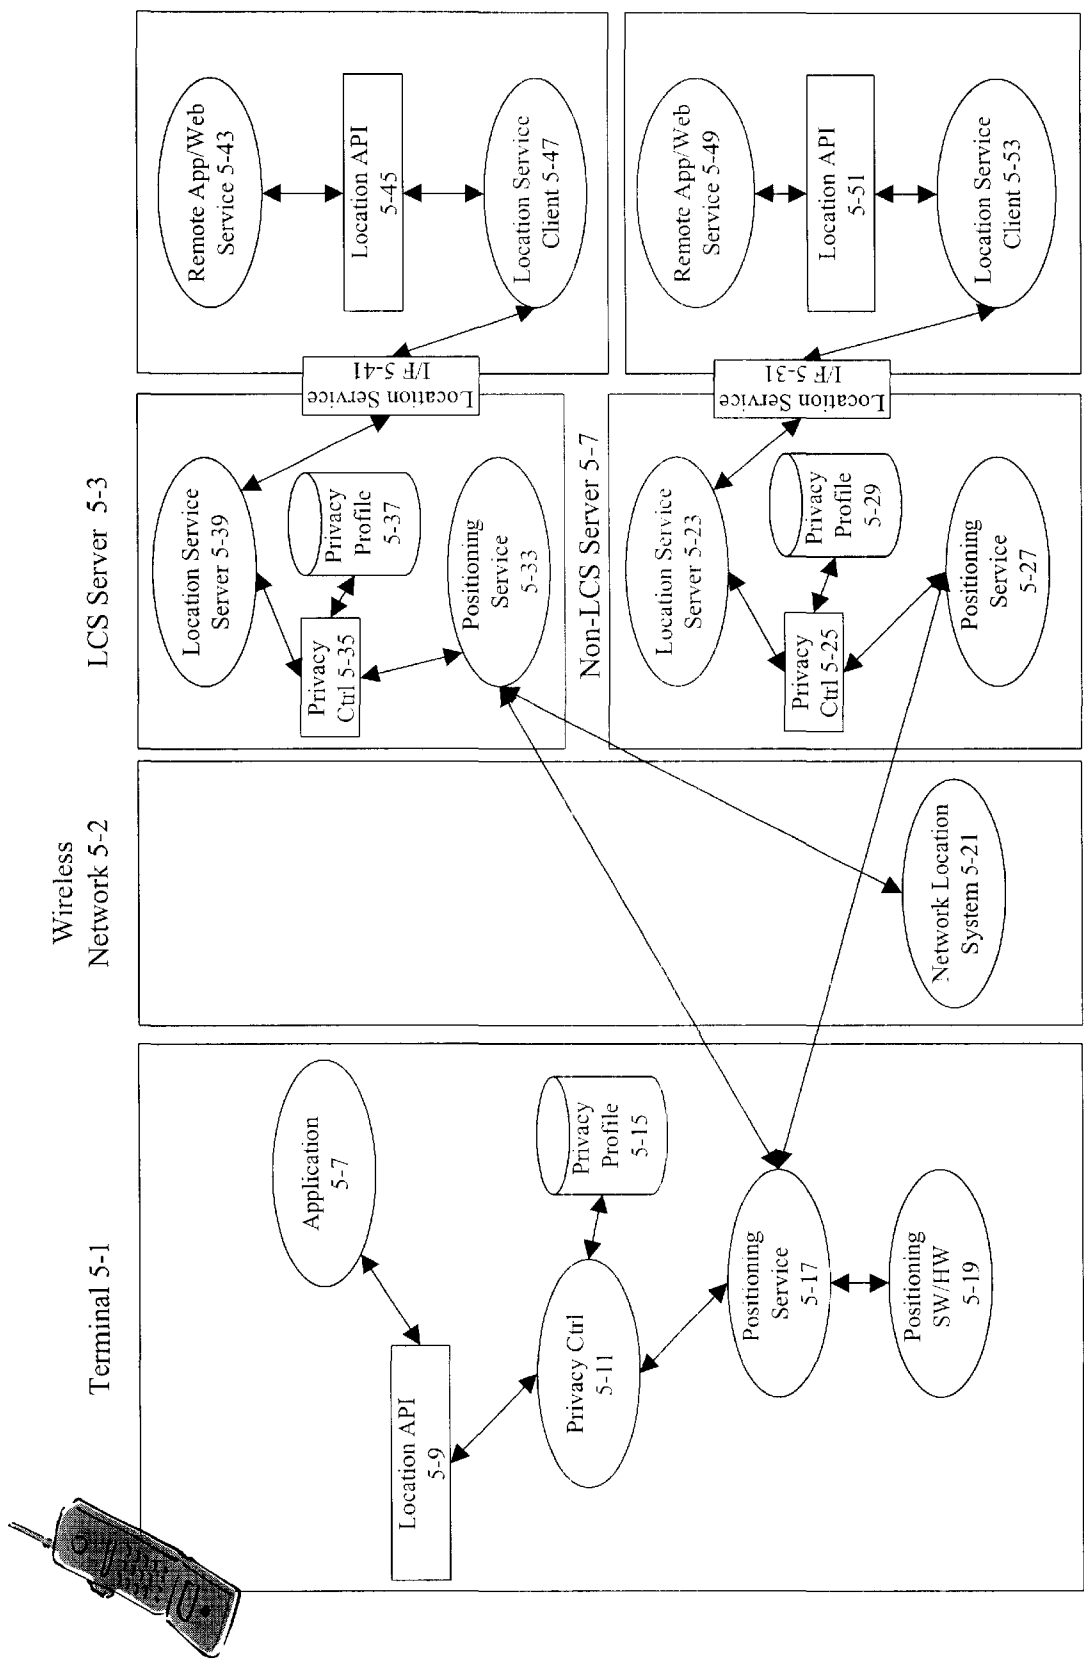 Terminal 5-1
Application
5-7
Location API
5-9
Privacy Ctrl
5-11
Privacy
Profile
5-15
Positioning
Service
5-17
Positioning
SW/HW
5-19
Wireless
Network 5-2
Network Location
System 5-21
LCS Server 5-3
Location Service
Server 5-39
Privacy
Ctrl 5-35
Privacy
Profile
5-37
Positioning
Service
5-33
Location Service
I/F 5-41
Remote App/Web
Service 5-43
Location API
5-45
Location Service
Client 5-47
Non-LCS Server 5-7
Location Service
Server 5-23
Privacy
Ctrl 5-25
Privacy
Profile
5-29
Positioning
Service
5-27
Location Service
I/F 5-31
Remote App/Web
Service 5-49
Location API
5-51
Location Service
Client 5-53